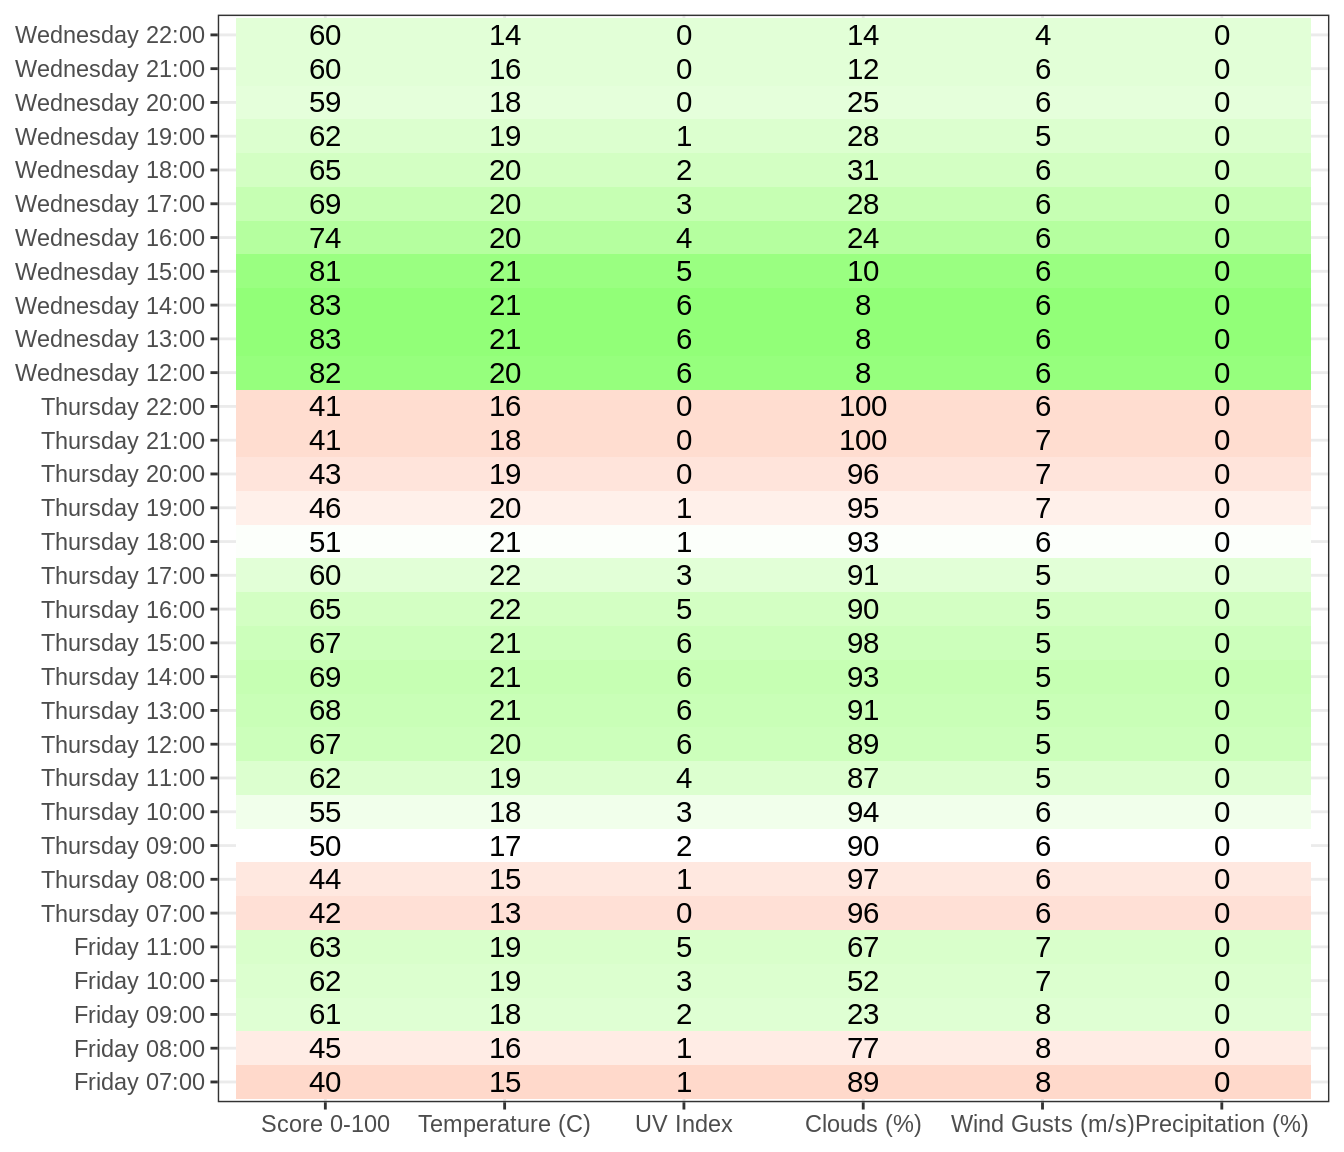 Wednesday 22:00 60 14 0 14 4 0
Wednesday 21:00 60 16 0 12 6 0
Wednesday 20:00 59 18 0 25 6 0
Wednesday 19:00 62 19 1 28 5 0
Wednesday 18:00 65 20 2 31 6 0
Wednesday 17:00 69 20 3 28 6 0
Wednesday 16:00 74 20 4 24 6 0
Wednesday 15:00 81 21 5 10 6 0
Wednesday 14:00 83 21 6 8 6 0
Wednesday 13:00 83 21 6 8 6 0
Wednesday 12:00 82 20 6 8 6 0
Thursday 22:00 41 16 0 100 6 0
Thursday 21:00 41 18 0 100 7 0
Thursday 20:00 43 19 0 96 7 0
Thursday 19:00 46 20 1 95 7 0
Thursday 18:00 51 21 1 93 6 0
Thursday 17:00 60 22 3 91 5 0
Thursday 16:00 65 22 5 90 5 0
Thursday 15:00 67 21 6 98 5 0
Thursday 14:00 69 21 6 93 5 0
Thursday 13:00 68 21 6 91 5 0
Thursday 12:00 67 20 6 89 5 0
Thursday 11:00 62 19 4 87 5 0
Thursday 10:00 55 18 3 94 6 0
Thursday 09:00 50 17 2 90 6 0
Thursday 08:00 44 15 1 97 6 0
Thursday 07:00 42 13 0 96 6 0
Friday 11:00 63 19 5 67 7 0
Friday 10:00 62 19 3 52 7 0
Friday 09:00 61 18 2 23 8 0
Friday 08:00 45 16 1 77 8 0
Friday 07:00 40 15 1 89 8 0
Score 0-100 Temperature (C) UV Index Clouds (%) Wind Gusts (m/s) Precipitation (%)